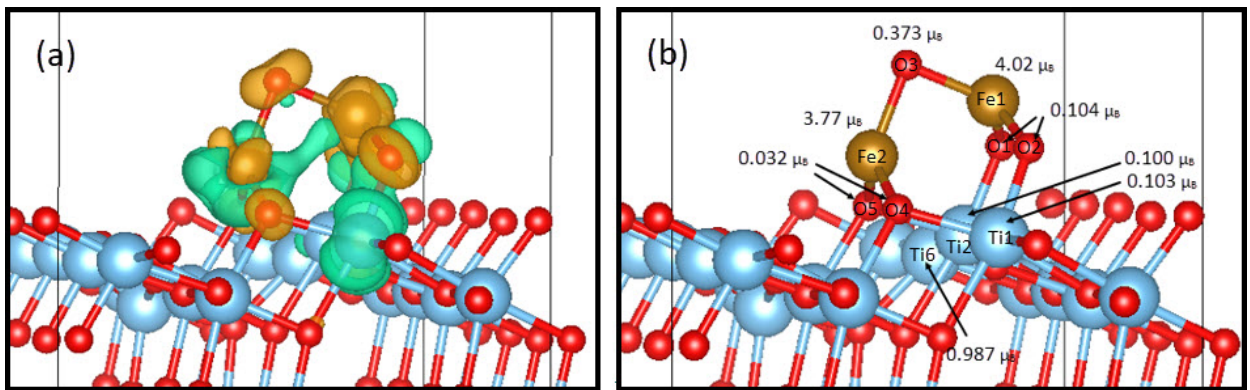 (a)
(b)
0.373 μB
O3
4.02 μB
Fe1
3.77 μB
0.104 μB
Fe2
O1 O2
0.032 μB
0.100 μB
0.103 μB
O5 O4
Ti6 Ti2 Ti1
0.987 μB